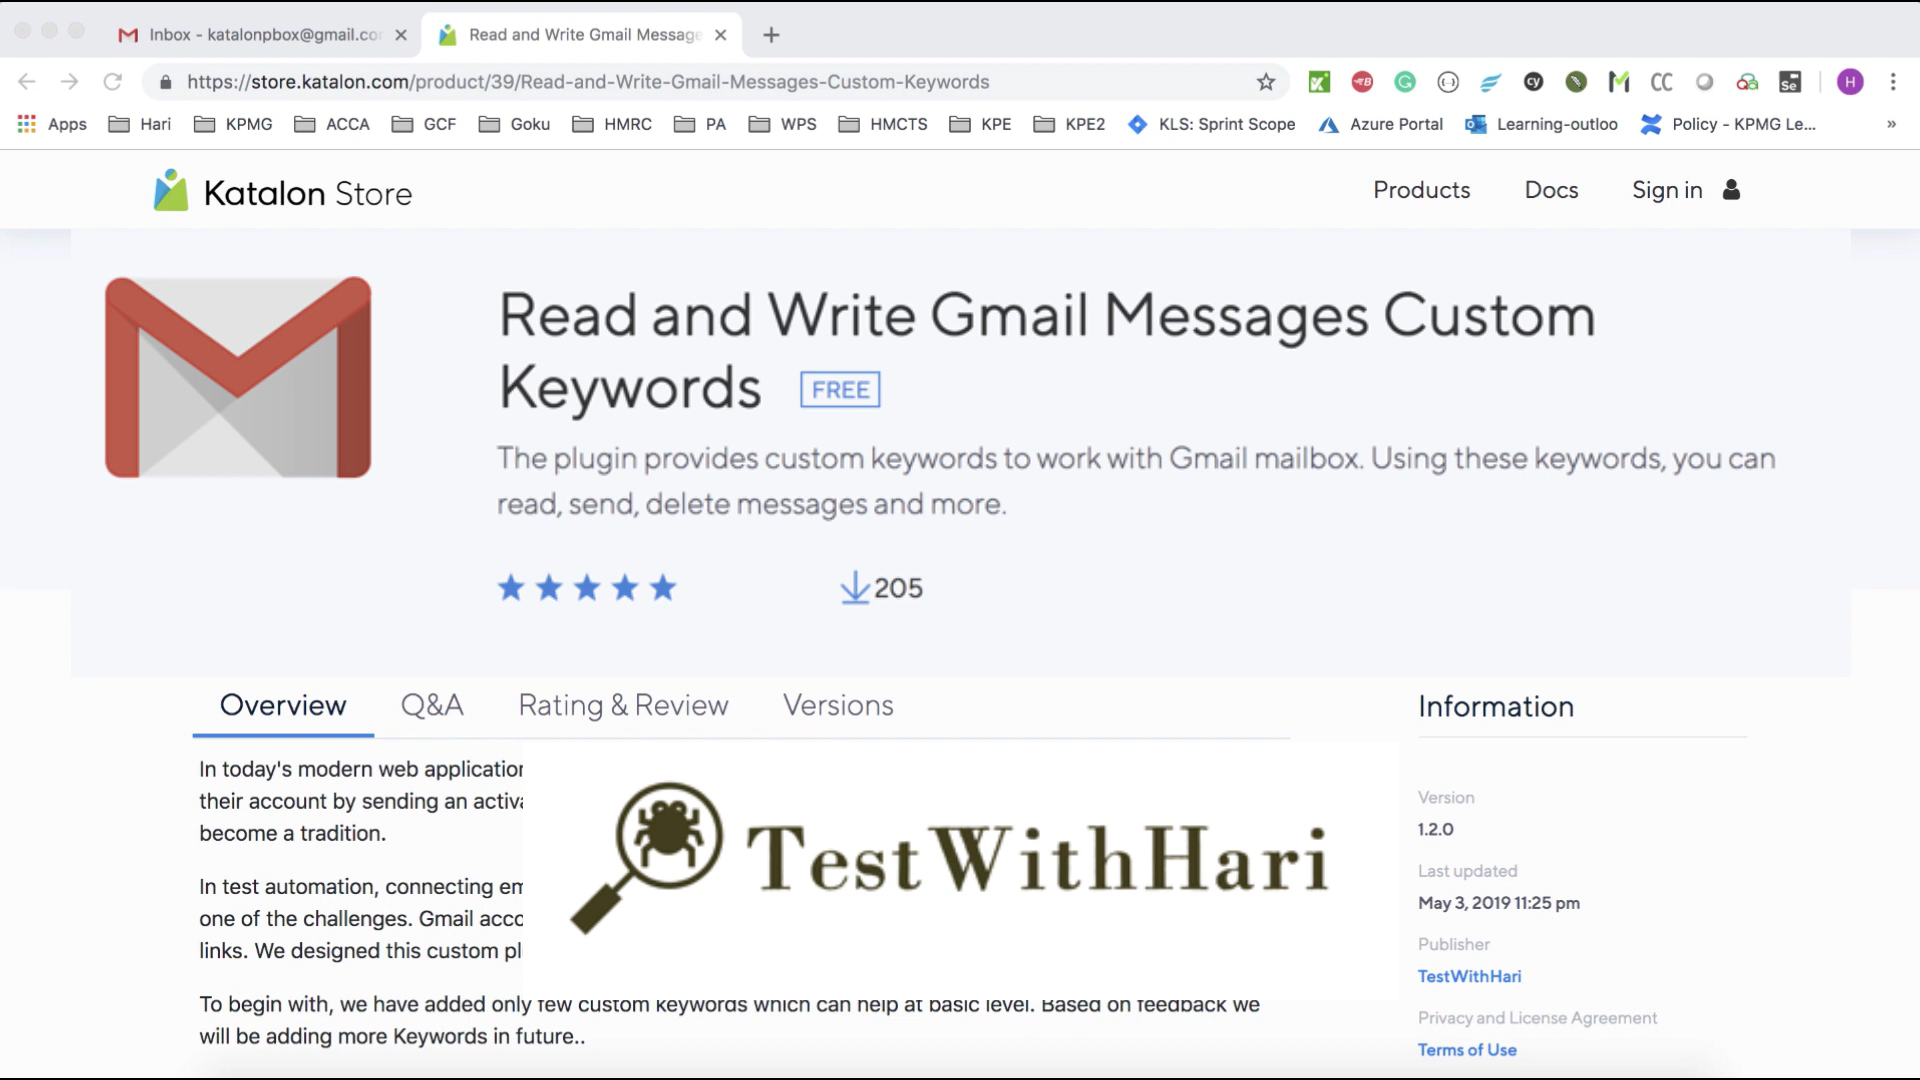 Inbox - katalonpbox@gmail.co
Read and Write Gmail Message
https://store.katalon.com/product/39/Read-and-Write-Gmail-Messages-Custom-Keywords
CC
cy
Se
H
Apps Hari KPMG ACCA GCF Goku HMRC PA WPS HMCTS KPE KPE2 KLS: Sprint Scope Azure Portal Learning-outloo Policy - KPMG Le... »
Katalon Store
Products Docs Sign in
Read and Write Gmail Messages Custom
Keywords FREE
The plugin provides custom keywords to work with Gmail mailbox. Using these keywords, you can
read, send, delete messages and more.
205
Overview Q&A Rating & Review Versions
Information
In today's modern web application
their account by sending an activa
become a tradition.
In test automation, connecting em
one of the challenges. Gmail acco
links. We designed this custom pl
TestWithHari
To begin with, we have added only few custom keywords which can help at basic level. Based on feedback we
will be adding more Keywords in future..
Version
1.2.0
Last updated
May 3, 2019 11:25 pm
Publisher
TestWithHari
Privacy and License Agreement
Terms of Use